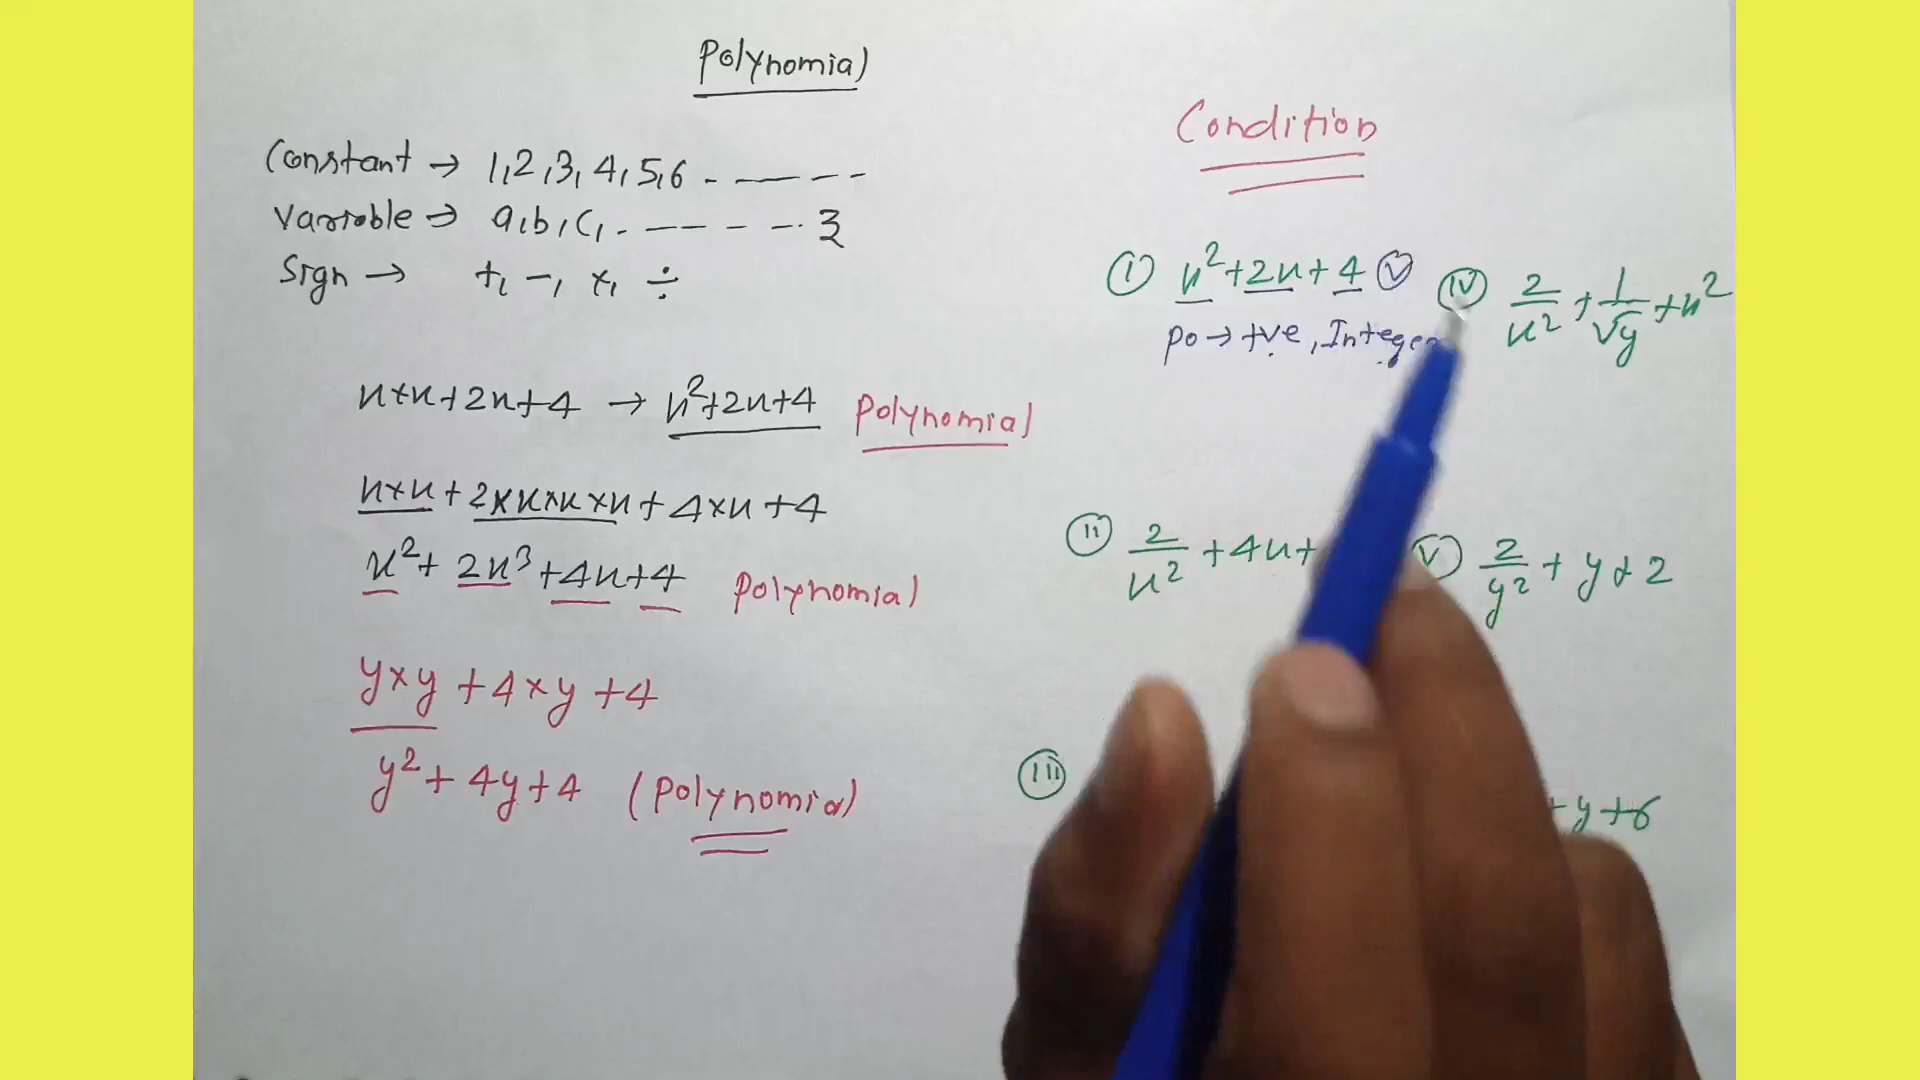 Polynomial
Constant → 1,2,3,4,5,6 - - - - -
Variable → a,b,c, - - - - - - z
Sign → +, -, ×, ÷
x×x+2x+4 → x²+2x+4 Polynomial
x×x + 2×x×x×x + 4×x + 4
x² + 2x³ + 4x + 4 Polynomial
y×y + 4×y + 4
y² + 4y + 4 (Polynomial)
Condition
(i) x²+2x+4
Po → +ve, Integer
(ii) 2/x² + 4x +
(iii)
(iv) 2/x² + 1/√y + x²
(v) 2/y² + y + 2
+ y + 6